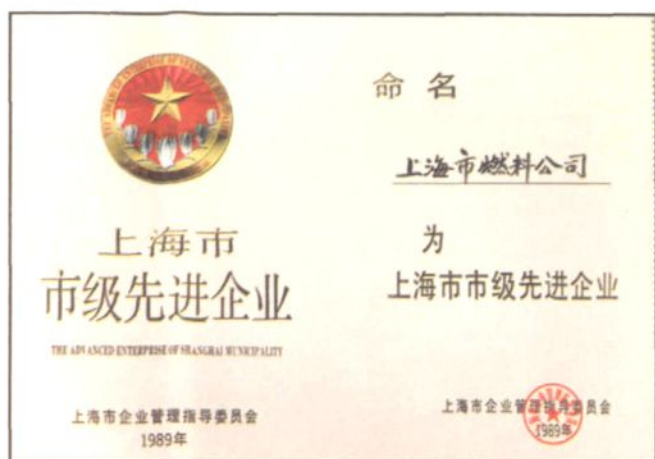 上海市
市级先进企业
THE ADVANCED ENTERPRISE OF SHANGHAI MUNICIPALITY
上海市企业管理指导委员会
1989年
命名
上海市燃料公司
为
上海市市级先进企业
上海市企业管理指导委员会
1989年